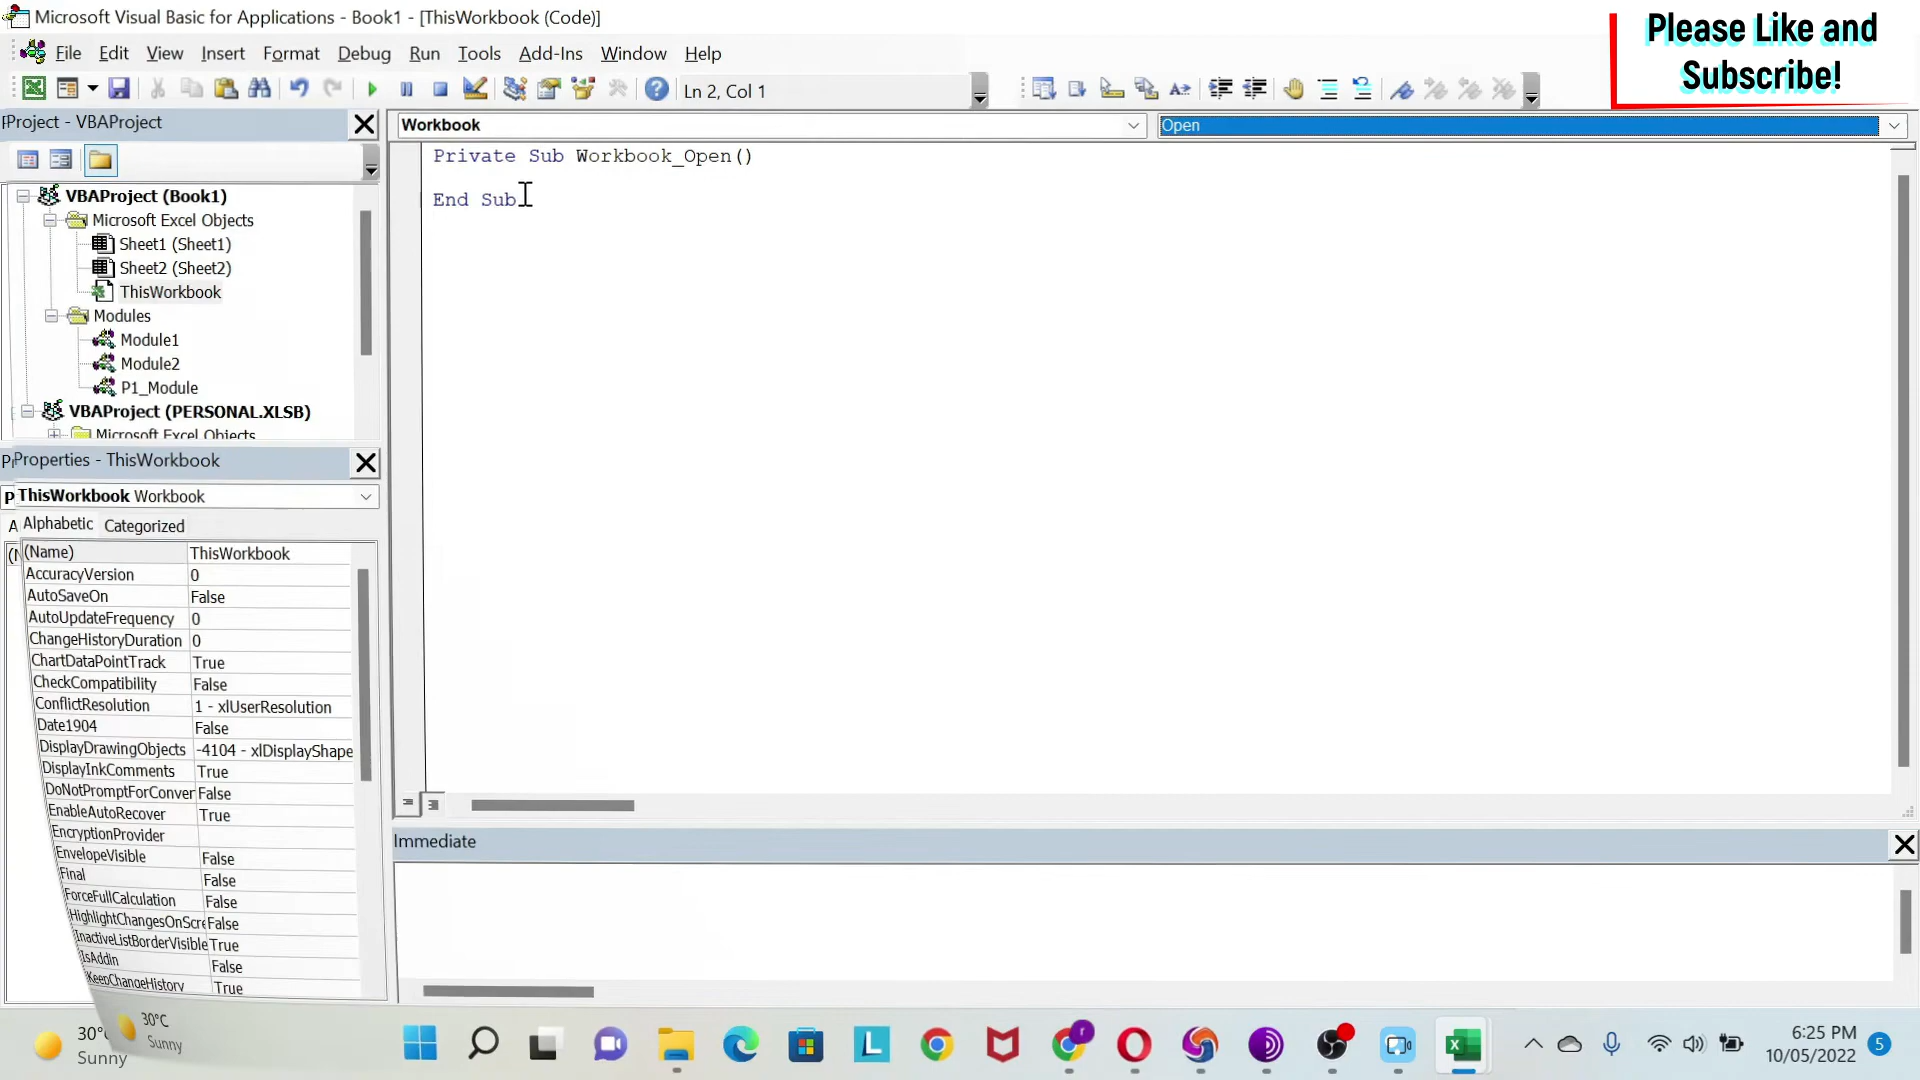 Microsoft Visual Basic for Applications - Book1 - [ThisWorkbook (Code)]
Please Like and
Subscribe!
File Edit View Insert Format Debug Run Tools Add-Ins Window Help
Ln 2, Col 1
Project - VBAProject
Workbook
Open
Private Sub Workbook_Open()
End Sub
VBAProject (Book1)
Microsoft Excel Objects
Sheet1 (Sheet1)
Sheet2 (Sheet2)
ThisWorkbook
Modules
Module1
Module2
P1_Module
VBAProject (PERSONAL.XLSB)
Microsoft Excel Objects
Properties - ThisWorkbook
ThisWorkbook Workbook
Alphabetic Categorized
(Name) ThisWorkbook
AccuracyVersion 0
AutoSaveOn False
AutoUpdateFrequency 0
ChangeHistoryDuration 0
ChartDataPointTrack True
CheckCompatibility False
ConflictResolution 1 - xlUserResolution
Date1904 False
DisplayDrawingObjects -4104 - xlDisplayShape
DisplayInkComments True
DoNotPromptForConver False
EnableAutoRecover True
EncryptionProvider
EnvelopeVisible False
Final False
ForceFullCalculation False
HighlightChangesOnScre False
InactiveListBorderVisible True
IsAddin False
KeepChangeHistory True
Immediate
30°C
Sunny
30°C
Sunny
6:25 PM
10/05/2022
5